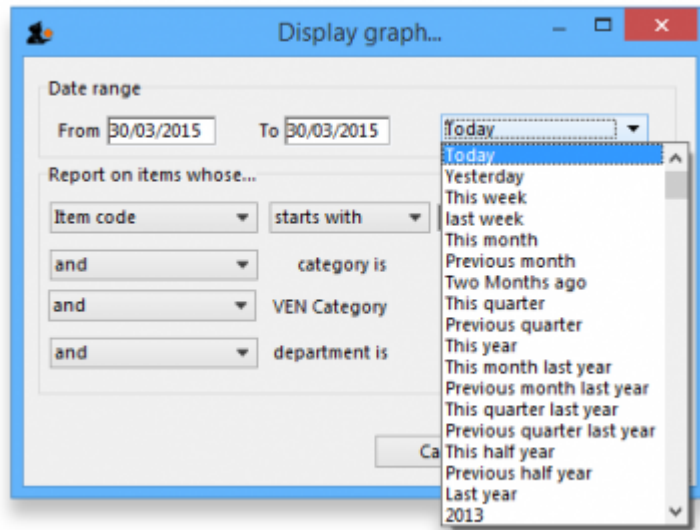 Display graph...
Date range
From 30/03/2015 To 30/03/2015 Today
Report on items whose...
Item code starts with
and category is
and VEN Category
and department is
Today
Yesterday
This week
last week
This month
Previous month
Two Months ago
This quarter
Previous quarter
This year
This month last year
Previous month last year
This quarter last year
Previous quarter last year
This half year
Previous half year
Last year
2013